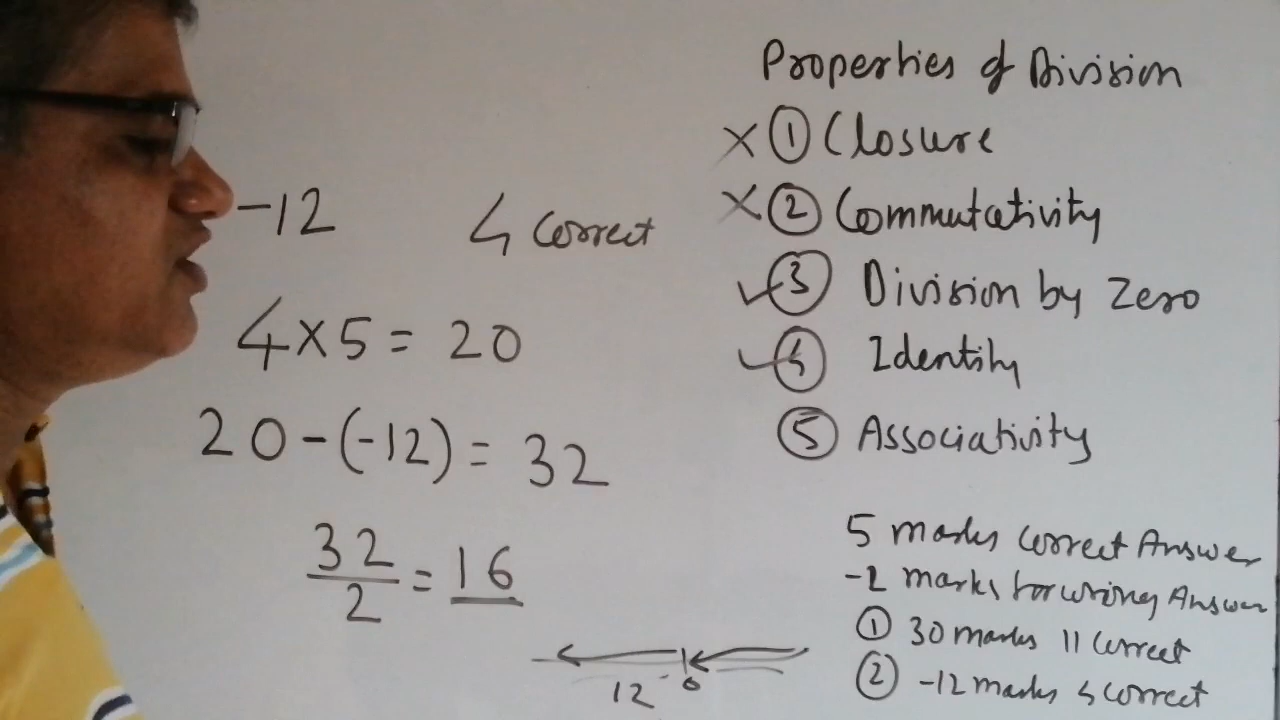 Properties of Division
X ① Closure
X ② Commutativity
✓ ③ Division by Zero
✓ ④ Identity
⑤ Associativity
-12
4 correct
4 × 5 = 20
20 - (-12) = 32
32/2 = 16
12 0
5 marks correct Answer
-2 marks for wrong Answer
① 30 marks 11 correct
② -12 marks 4 correct